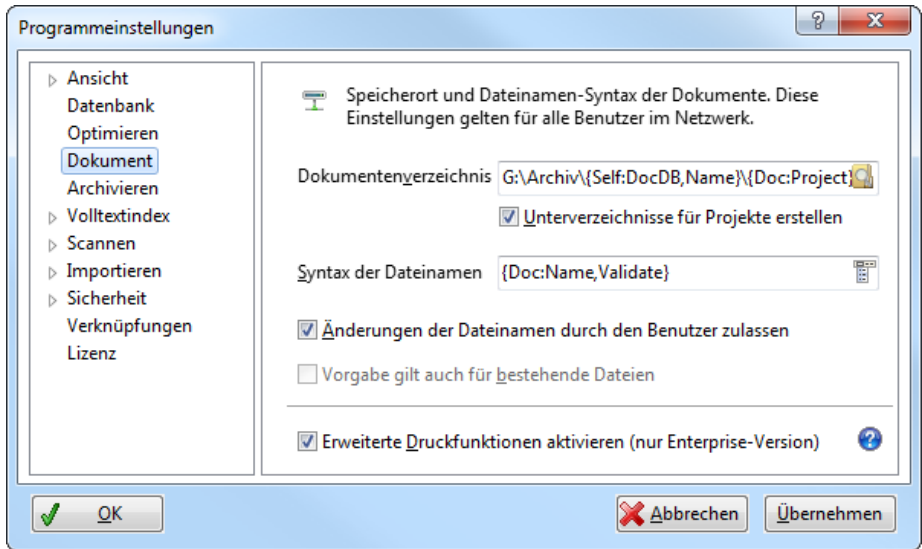 Programmeinstellungen
Ansicht
Datenbank
Optimieren
Dokument
Archivieren
Volltextindex
Scannen
Importieren
Sicherheit
Verknüpfungen
Lizenz
Speicherort und Dateinamen-Syntax der Dokumente. Diese
Einstellungen gelten für alle Benutzer im Netzwerk.
Dokumentenverzeichnis G:\Archiv\{Self:DocDB,Name}\{Doc:Project}
Unterverzeichnisse für Projekte erstellen
Syntax der Dateinamen {Doc:Name,Validate}
Änderungen der Dateinamen durch den Benutzer zulassen
Vorgabe gilt auch für bestehende Dateien
Erweiterte Druckfunktionen aktivieren (nur Enterprise-Version)
OK Abbrechen Übernehmen